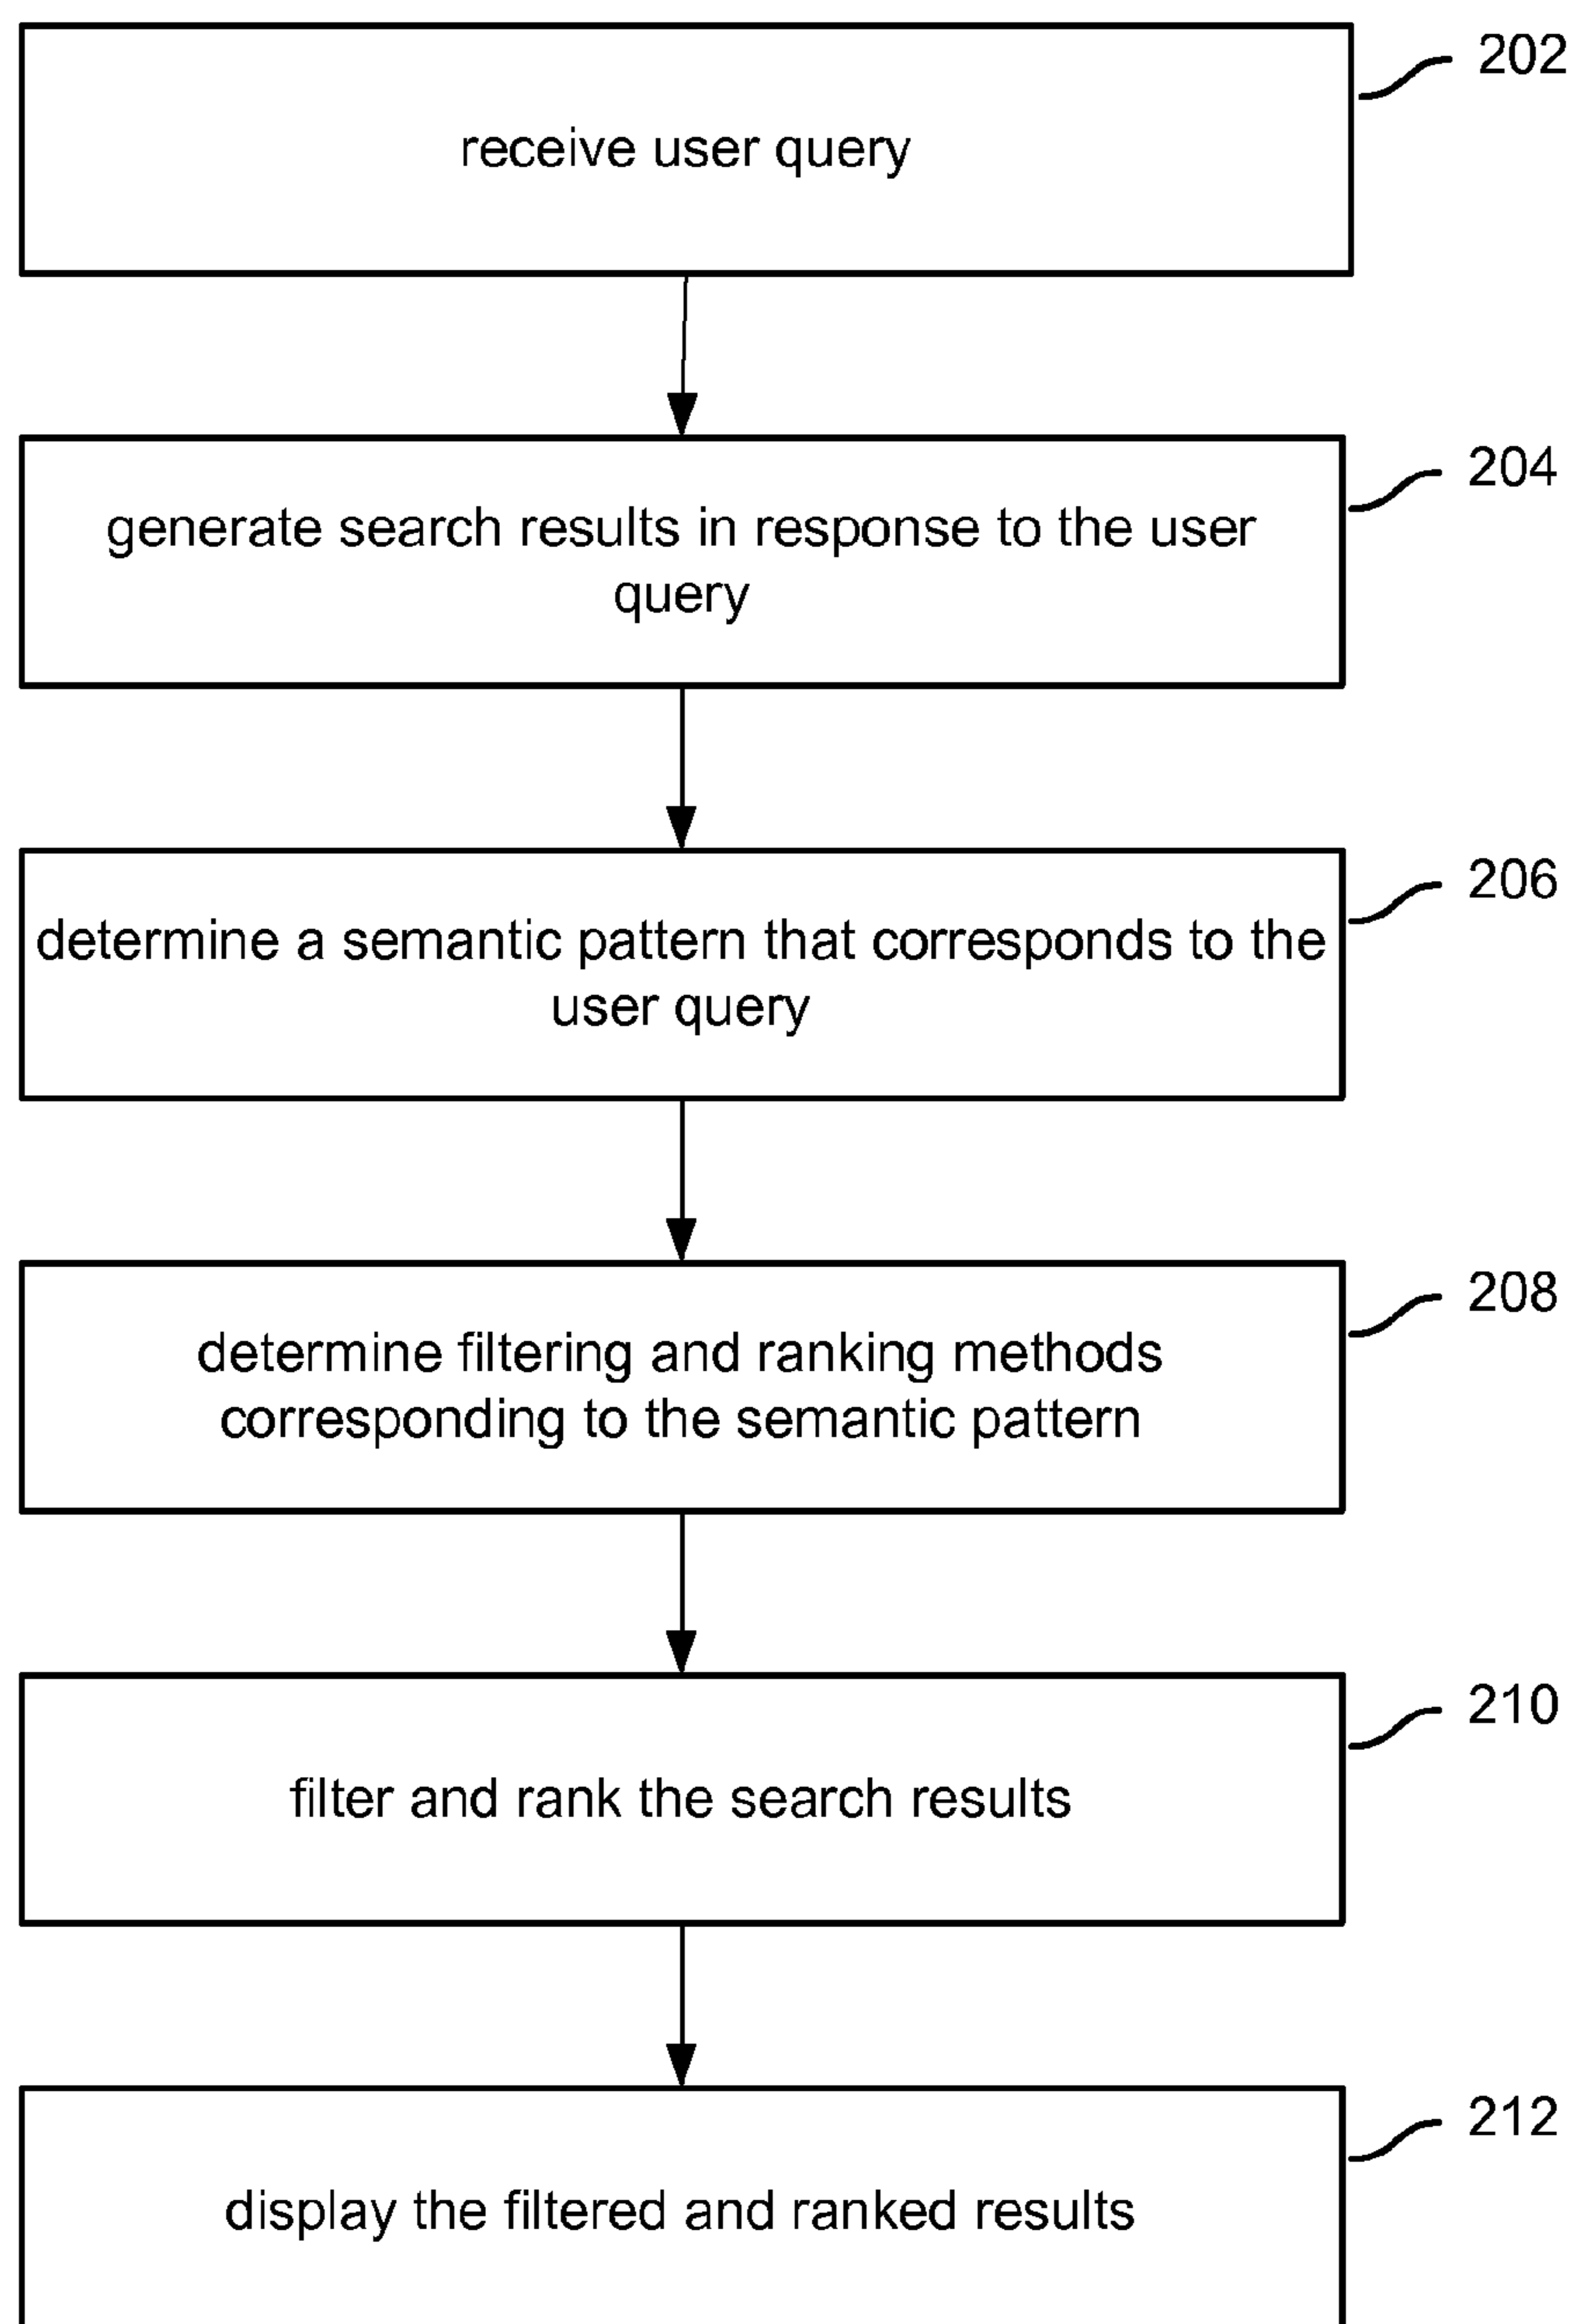 202
receive user query
204
generate search results in response to the user
query
206
determine a semantic pattern that corresponds to the
user query
208
determine filtering and ranking methods
corresponding to the semantic pattern
210
filter and rank the search results
212
display the filtered and ranked results